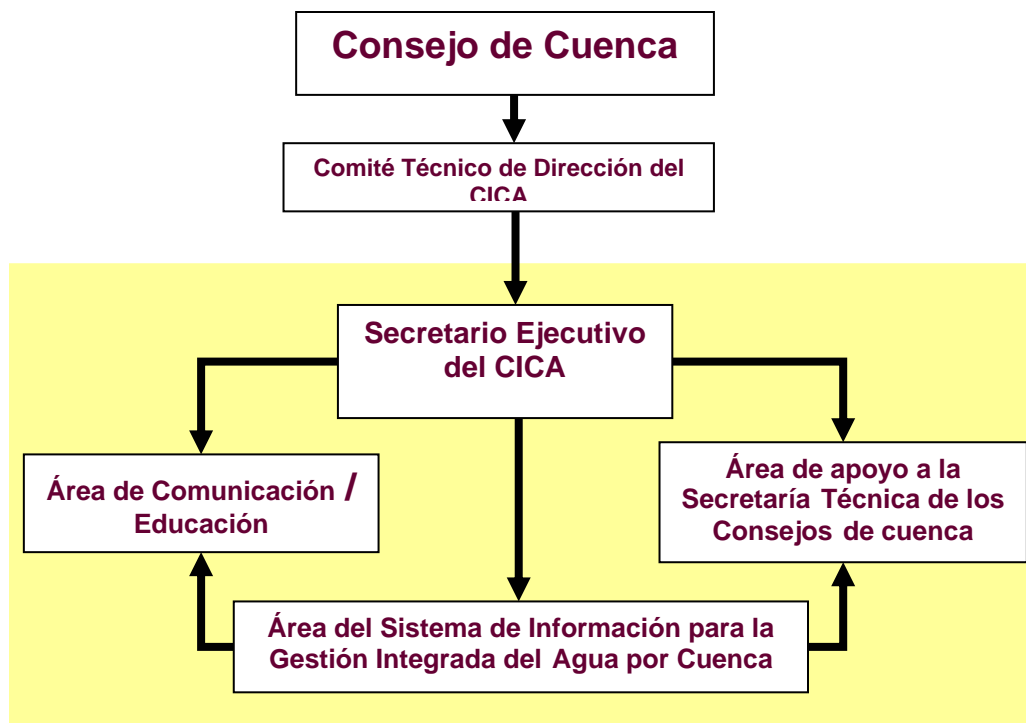 Consejo de Cuenca
Comité Técnico de Dirección del
CICA
Secretario Ejecutivo
del CICA
Área de Comunicación /
Educación
Área de apoyo a la
Secretaría Técnica de los
Consejos de cuenca
Área del Sistema de Información para la
Gestión Integrada del Agua por Cuenca